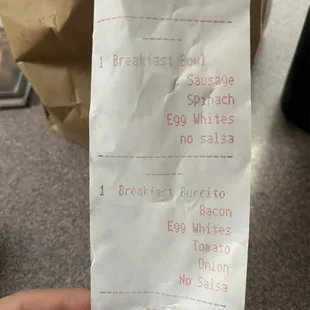 1 Breakfast Bowl
Sausage
Spinach
Egg Whites
no salsa
1 Breakfast Burrito
Bacon
Egg Whites
Tomato
Onion
No Salsa